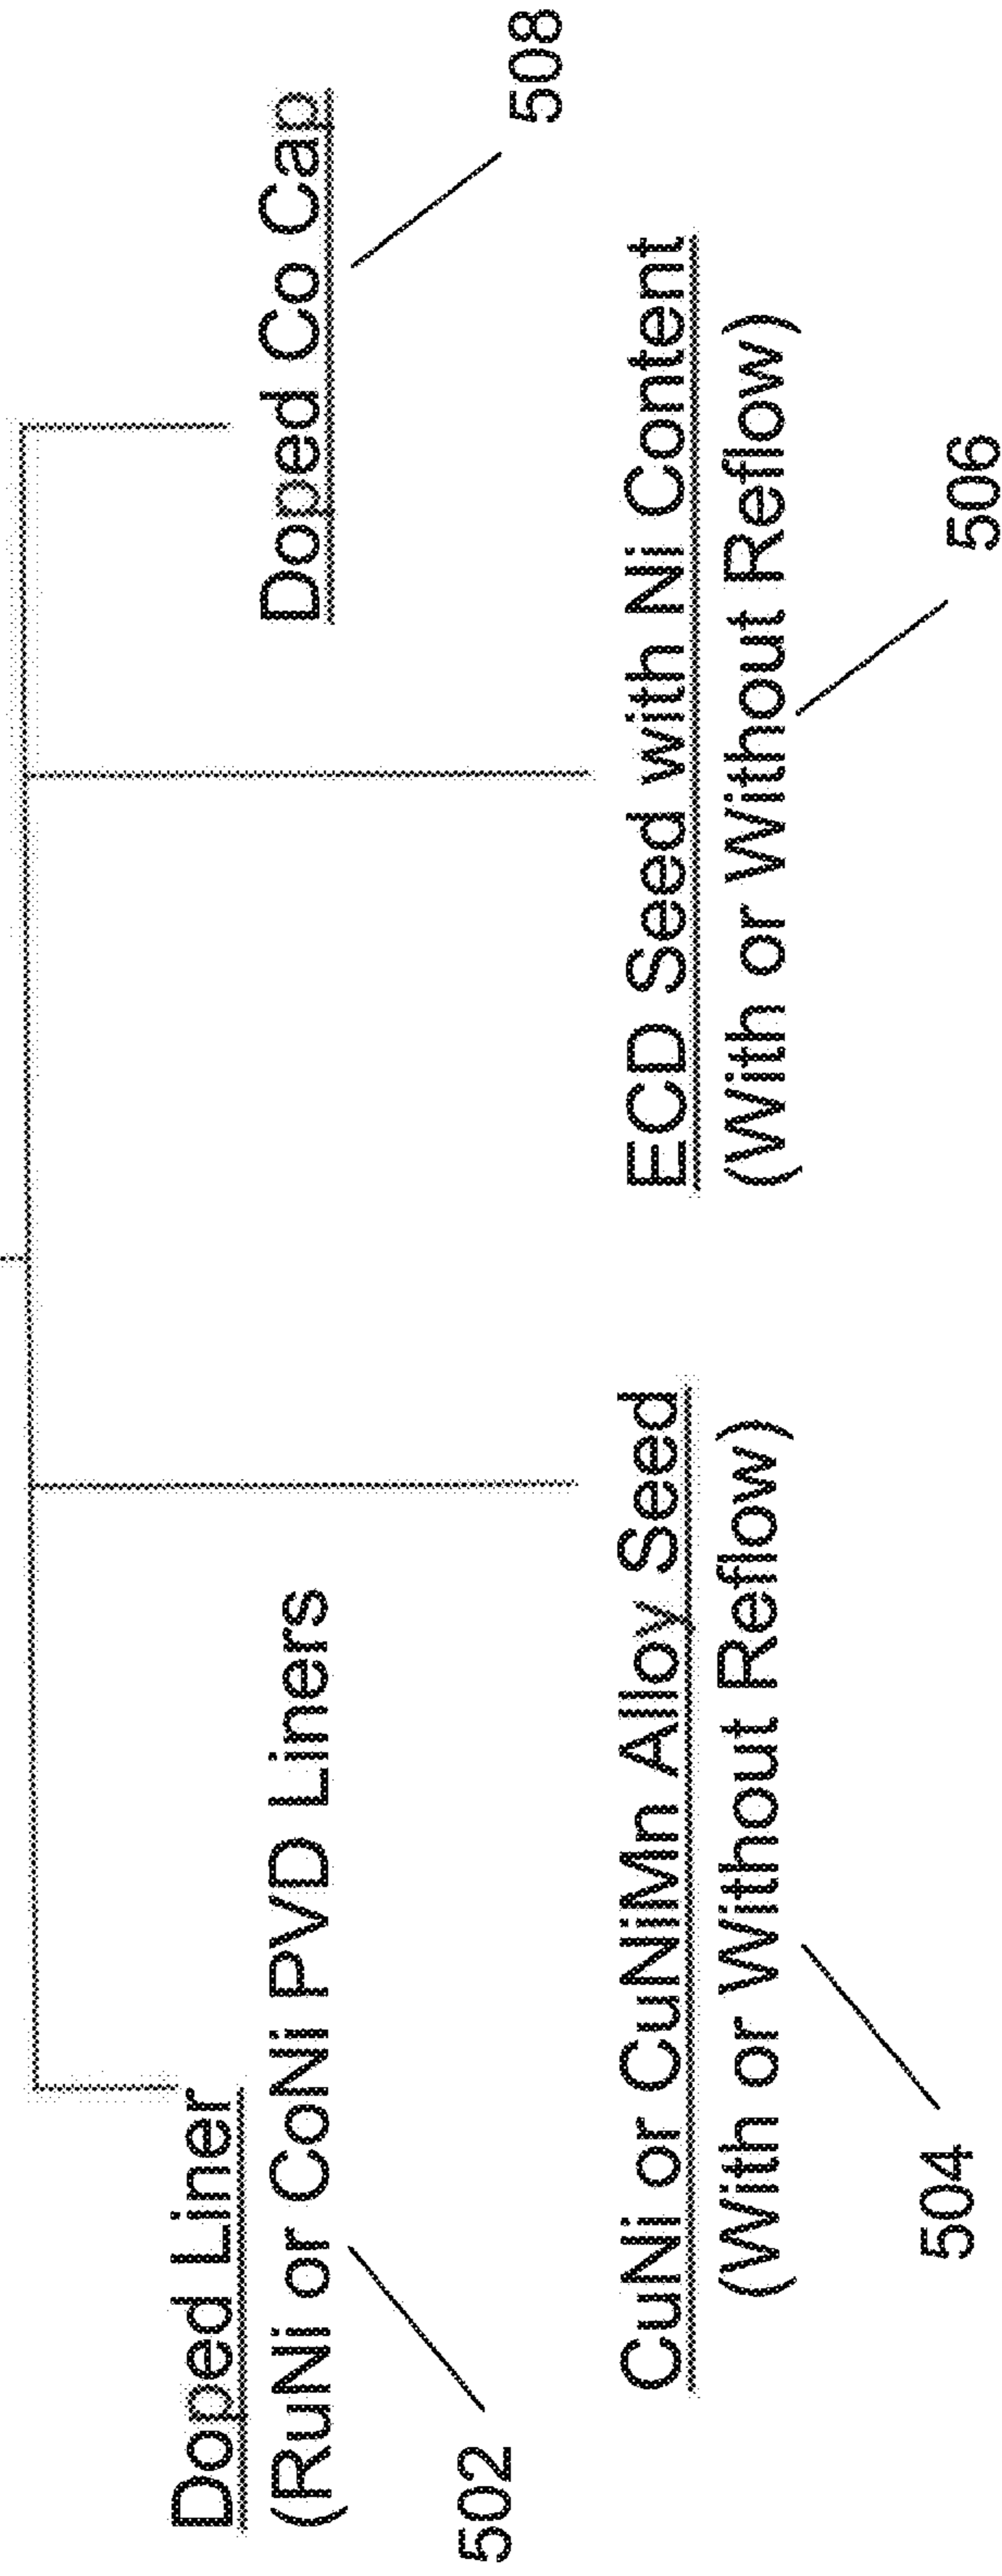 Doped Liner
(RuNi or CoNi PVD Liners
502
CuNi or CuNiMn Alloy Seed
(With or Without Reflow)
504
ECD Seed with Ni Content
(With or Without Reflow)
506
Doped Co Cap
508